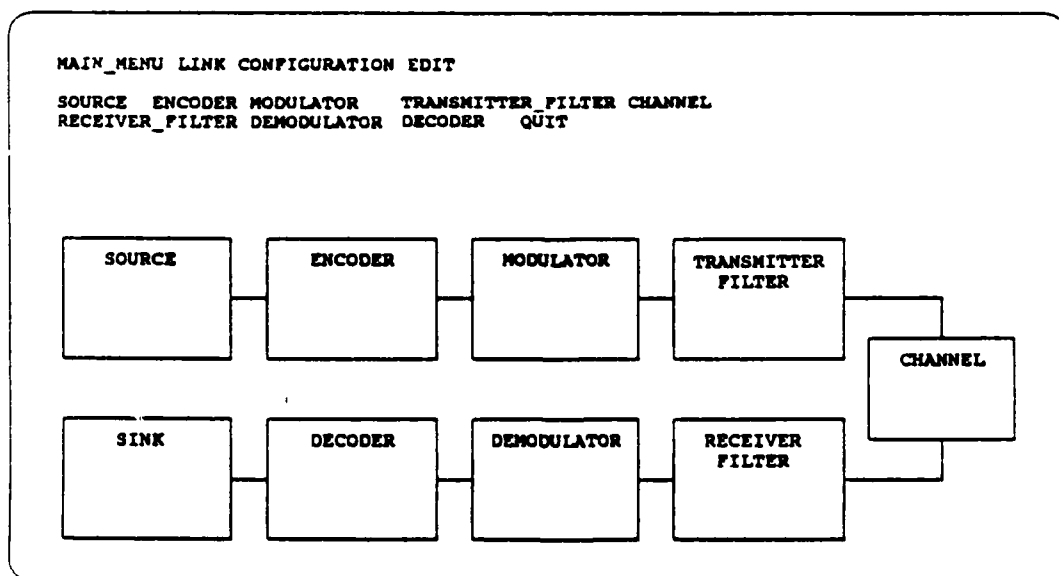 MAIN_MENU LINK CONFIGURATION EDIT
SOURCE ENCODER MODULATOR TRANSMITTER_FILTER CHANNEL
RECEIVER_FILTER DEMODULATOR DECODER QUIT
SOURCE
ENCODER
MODULATOR
TRANSMITTER
FILTER
CHANNEL
SINK
DECODER
DEMODULATOR
RECEIVER
FILTER